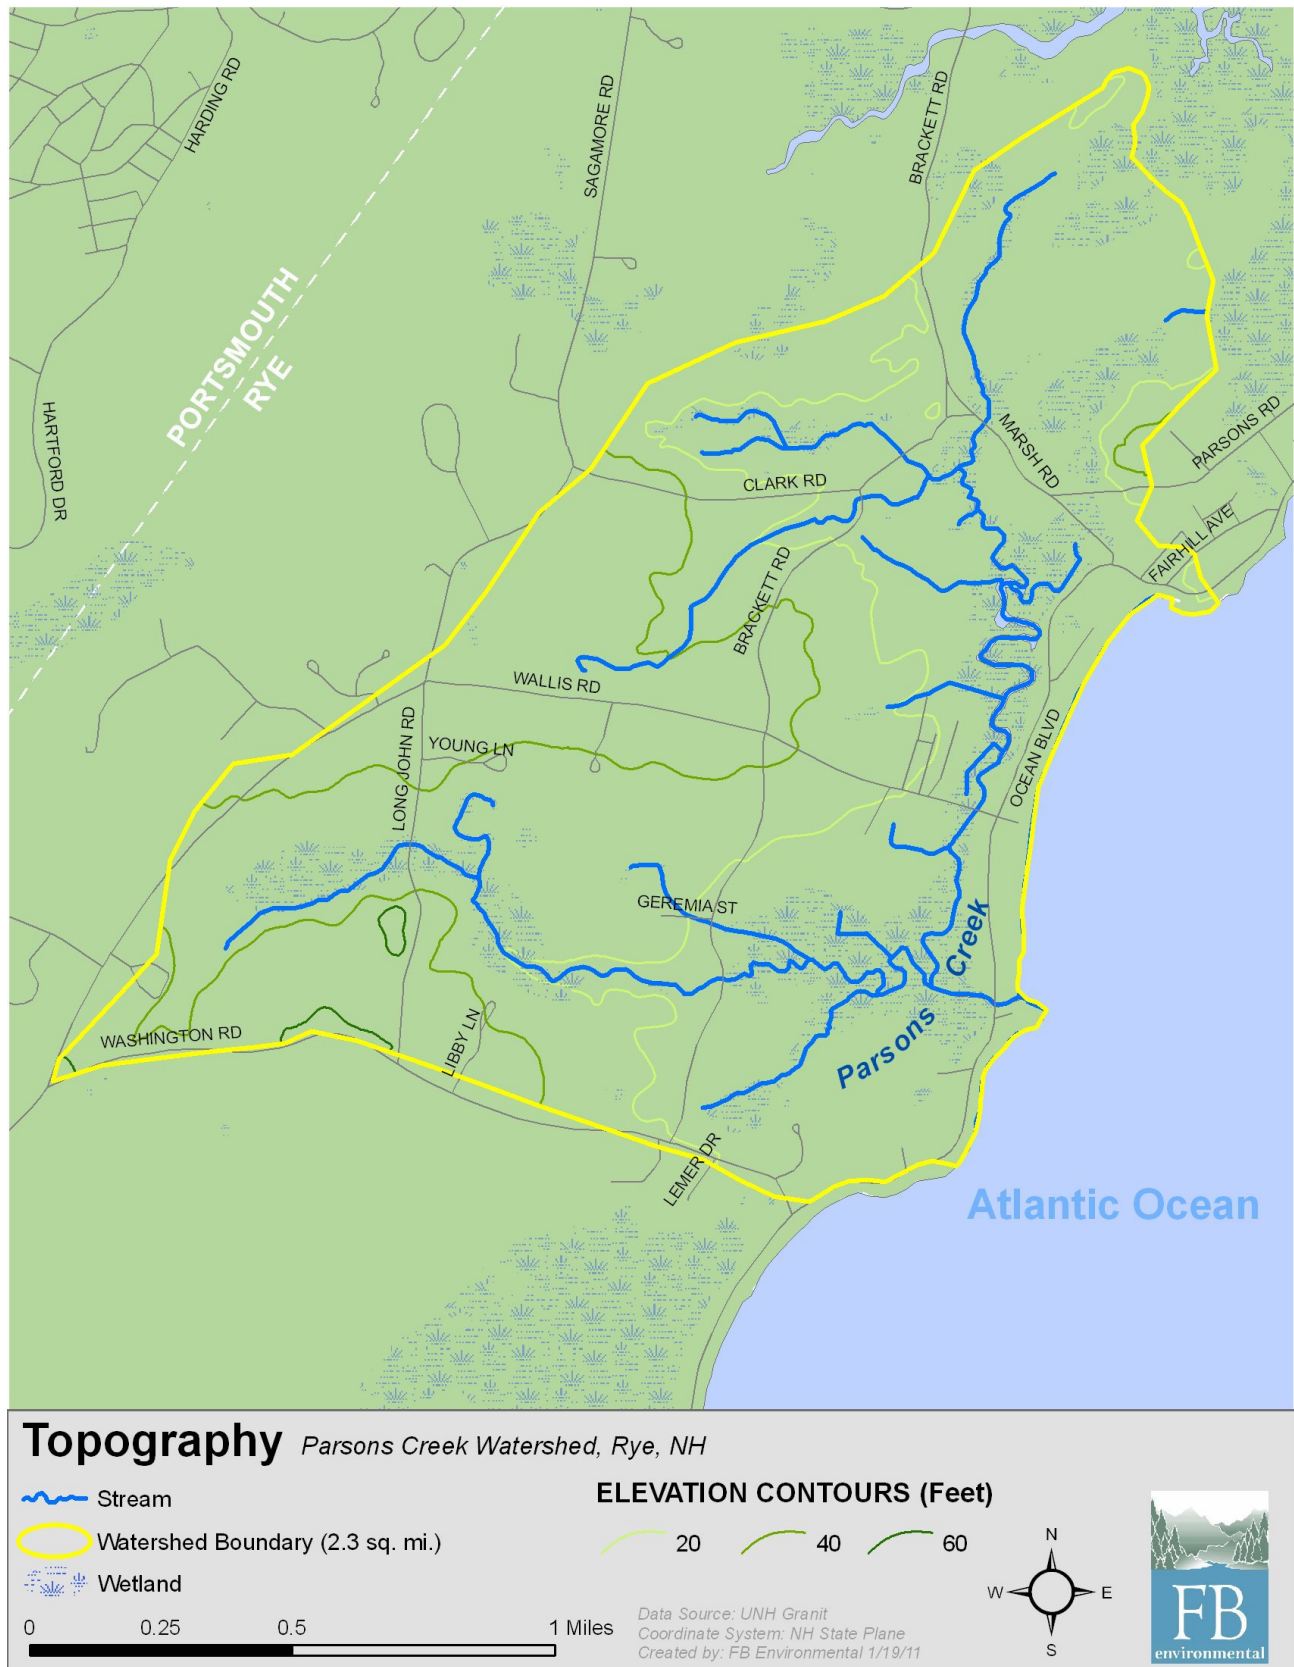 HARDING RD
SAGAMORE RD
BRACKETT RD
PORTSMOUTH
RYE
HARTFORD DR
MARSH RD
PARSONS RD
CLARK RD
FAIRHILL AVE
BRACKETT RD
WALLIS RD
LONG JOHN RD
YOUNG LN
OCEAN BLVD
GEREMIA ST
Parsons Creek
WASHINGTON RD
LIBBY LN
LEMER DR
Atlantic Ocean
Topography Parsons Creek Watershed, Rye, NH
Stream
Watershed Boundary (2.3 sq. mi.)
Wetland
0 0.25 0.5 1 Miles
ELEVATION CONTOURS (Feet)
20 40 60
Data Source: UNH Granit
Coordinate System: NH State Plane
Created by: FB Environmental 1/19/11
N
W E
S
FB
environmental